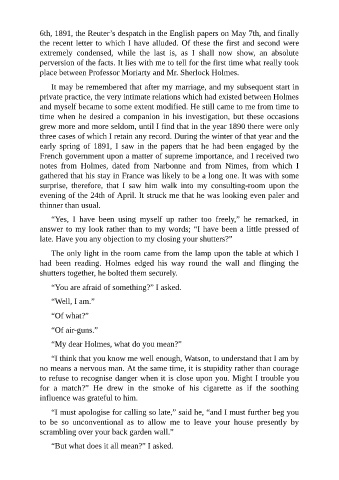 6th, 1891, the Reuter’s despatch in the English papers on May 7th, and finally
the recent letter to which I have alluded. Of these the first and second were
extremely condensed, while the last is, as I shall now show, an absolute
perversion of the facts. It lies with me to tell for the first time what really took
place between Professor Moriarty and Mr. Sherlock Holmes.
It may be remembered that after my marriage, and my subsequent start in
private practice, the very intimate relations which had existed between Holmes
and myself became to some extent modified. He still came to me from time to
time when he desired a companion in his investigation, but these occasions
grew more and more seldom, until I find that in the year 1890 there were only
three cases of which I retain any record. During the winter of that year and the
early spring of 1891, I saw in the papers that he had been engaged by the
French government upon a matter of supreme importance, and I received two
notes from Holmes, dated from Narbonne and from Nimes, from which I
gathered that his stay in France was likely to be a long one. It was with some
surprise, therefore, that I saw him walk into my consulting-room upon the
evening of the 24th of April. It struck me that he was looking even paler and
thinner than usual.
“Yes, I have been using myself up rather too freely,” he remarked, in
answer to my look rather than to my words; “I have been a little pressed of
late. Have you any objection to my closing your shutters?”
The only light in the room came from the lamp upon the table at which I
had been reading. Holmes edged his way round the wall and flinging the
shutters together, he bolted them securely.
“You are afraid of something?” I asked.
“Well, I am.”
“Of what?”
“Of air-guns.”
“My dear Holmes, what do you mean?”
“I think that you know me well enough, Watson, to understand that I am by
no means a nervous man. At the same time, it is stupidity rather than courage
to refuse to recognise danger when it is close upon you. Might I trouble you
for a match?” He drew in the smoke of his cigarette as if the soothing
influence was grateful to him.
“I must apologise for calling so late,” said he, “and I must further beg you
to be so unconventional as to allow me to leave your house presently by
scrambling over your back garden wall.”
“But what does it all mean?” I asked.